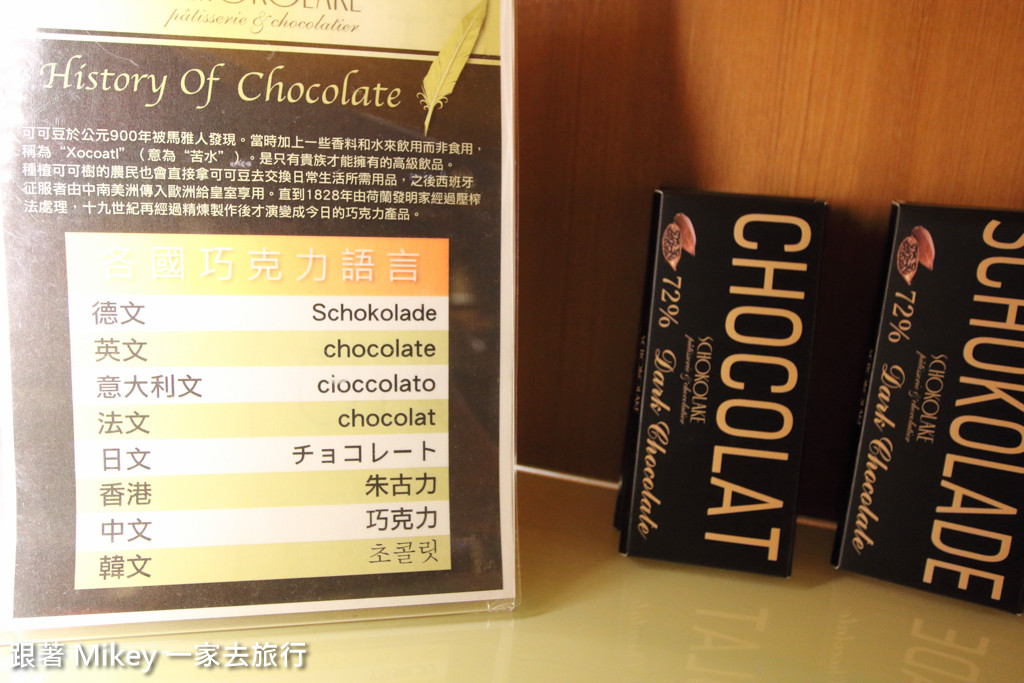 SCHOKOLAKE
pâtisserie & chocolatier
History Of Chocolate
可可豆於公元900年被馬雅人發現。當時加上一些香料和水來飲用而非食用，
稱為“Xocoatl”（意為“苦水”）。是只有貴族才能擁有的高級飲品。
種植可可樹的農民也會直接拿可可豆去交換日常生活所需用品，之後西班牙
征服者由中南美洲傳入歐洲給皇室享用。直到1828年由荷蘭發明家經過壓榨
法處理，十九世紀再經過精煉製作後才演變成今日的巧克力產品。
各國巧克力語言
德文 Schokolade
英文 chocolate
意大利文 cioccolato
法文 chocolat
日文 チョコレート
香港 朱古力
中文 巧克力
韓文 초콜릿
CHOCOLAT
72% Dark Chocolate
SCHOKOLAKE
pâtisserie & chocolatier
SCHOKOLADE
72% Dark Chocolate
SCHOKOLAKE
pâtisserie & chocolatier
跟著 Mikey 一家去旅行